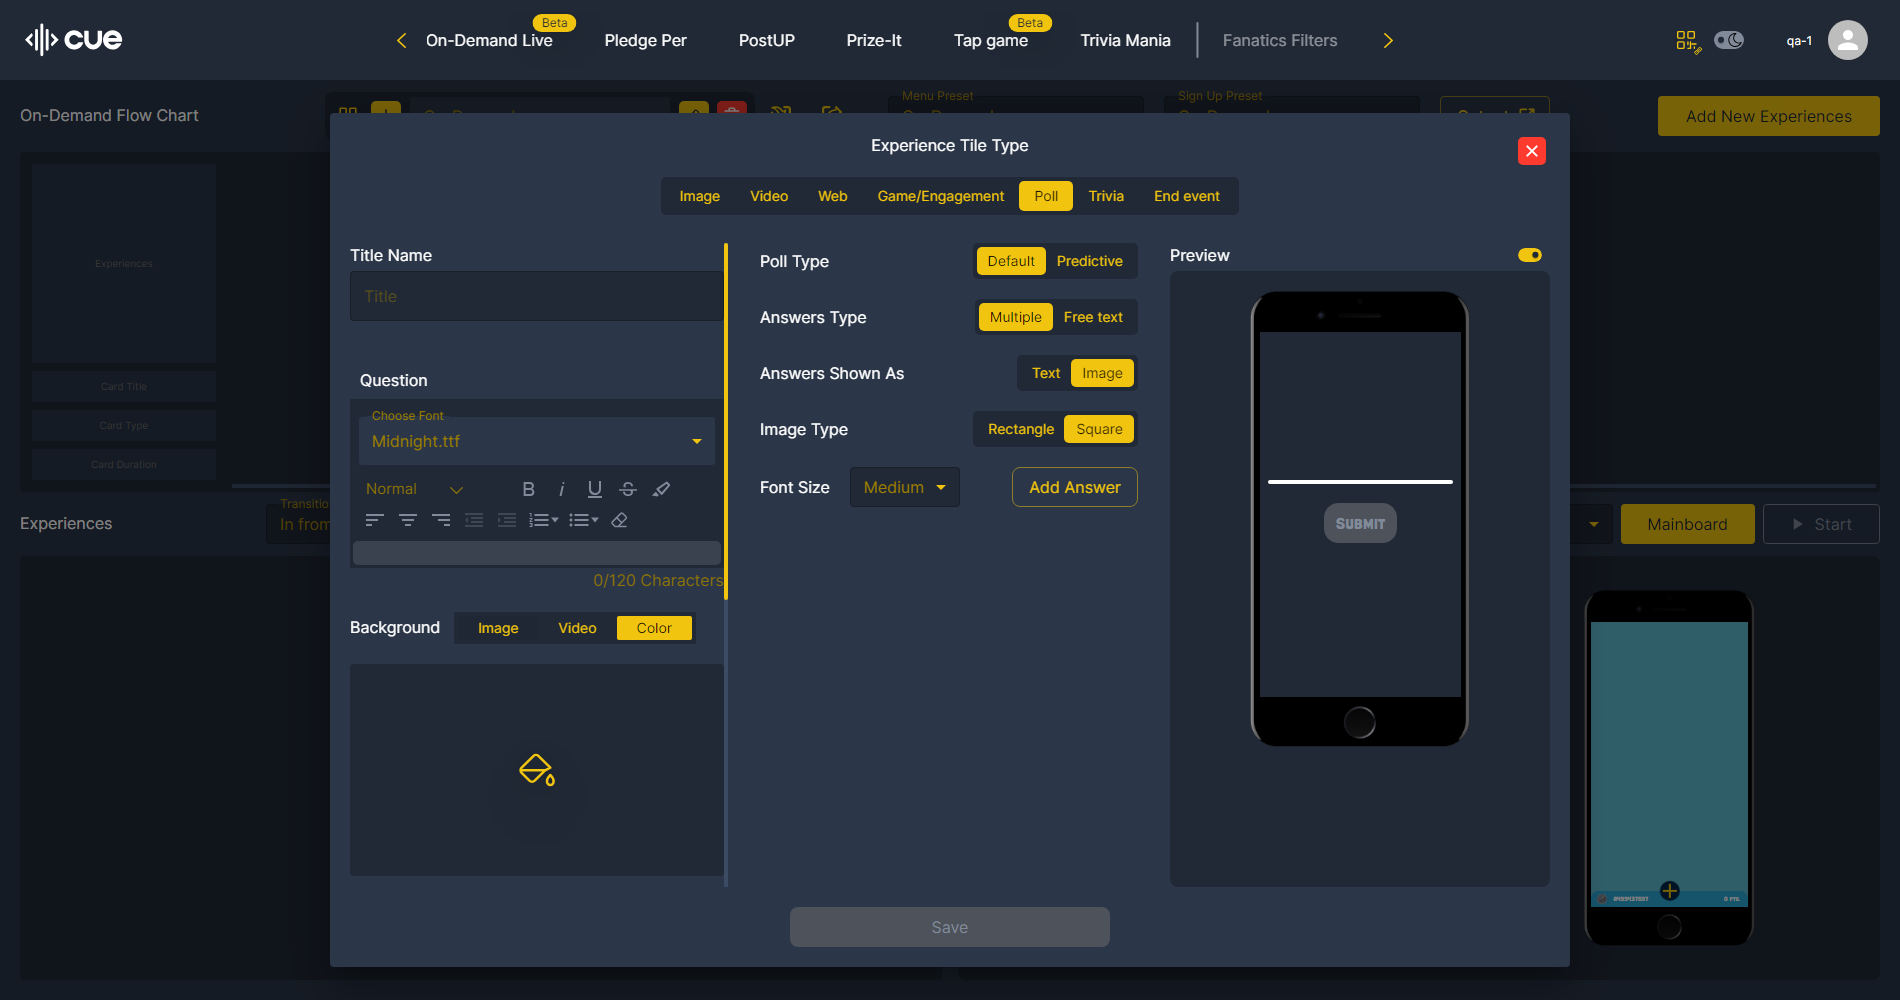 cue
On-Demand Live
Beta
Pledge Per
PostUP
Prize-It
Tap game
Beta
Trivia Mania
Fanatics Filters
qa-1
On-Demand Flow Chart
Menu Preset
Sign Up Preset
Add New Experiences
Experience Tile Type
Image
Video
Web
Game/Engagement
Poll
Trivia
End event
Experiences
Card Title
Card Type
Card Duration
Title Name
Title
Question
Choose Font
Midnight.ttf
Normal
0/120 Characters
Background
Image
Video
Color
Poll Type
Default
Predictive
Answers Type
Multiple
Free text
Answers Shown As
Text
Image
Image Type
Rectangle
Square
Font Size
Medium
Add Answer
Preview
SUBMIT
Experiences
Transitio
In from
Mainboard
Start
0 PTS.
Save